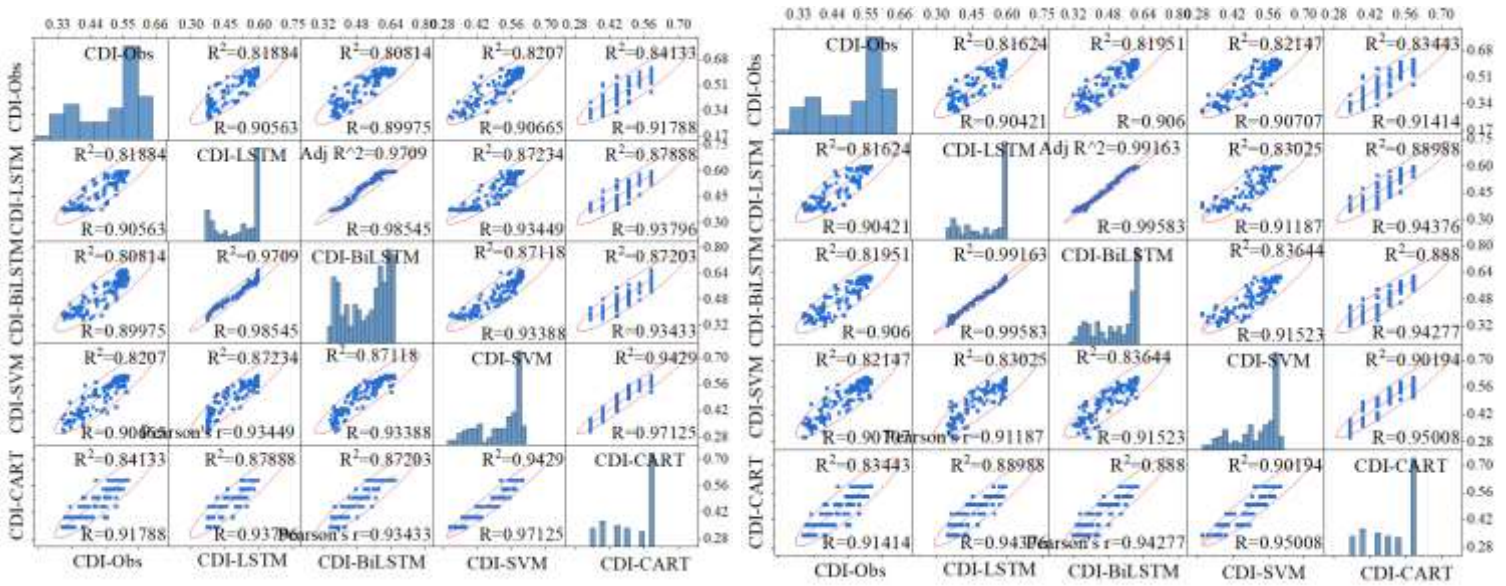 0.33 0.44 0.55 0.66 0.30 0.45 0.60 0.75 0.32 0.48 0.64 0.80 0.28 0.42 0.56 0.70 0.28 0.42 0.56 0.70
CDI-Obs
CDI-Obs R²=0.81884 R²=0.80814 R²=0.8207 R²=0.84133
R=0.90563 R=0.89975 R=0.90665 R=0.91788
0.68
0.51
0.34
0.17
CDI-LSTM
R²=0.81884 CDI-LSTM Adj R^2=0.9709 R²=0.87234 R²=0.87888
R=0.90563 R=0.98545 R=0.93449 R=0.93796
0.75
0.60
0.45
0.30
CDI-BiLSTM
R²=0.80814 R²=0.9709 CDI-BiLSTM R²=0.87118 R²=0.87203
R=0.89975 R=0.98545 R=0.93388 R=0.93433
0.80
0.64
0.48
0.32
CDI-SVM
R²=0.8207 R²=0.87234 R²=0.87118 CDI-SVM R²=0.9429
R=0.90665 Pearson's r=0.93449 R=0.93388 R=0.97125
0.70
0.56
0.42
0.28
CDI-CART
R²=0.84133 R²=0.87888 R²=0.87203 R²=0.9429 CDI-CART
R=0.91788 R=0.93796 Pearson's r=0.93433 R=0.97125
0.70
0.56
0.42
0.28
CDI-Obs CDI-LSTM CDI-BiLSTM CDI-SVM CDI-CART
0.33 0.44 0.55 0.66 0.30 0.45 0.60 0.75 0.32 0.48 0.64 0.80 0.28 0.42 0.56 0.70 0.28 0.42 0.56 0.70
CDI-Obs
CDI-Obs R²=0.81624 R²=0.81951 R²=0.82147 R²=0.83443
R=0.90421 R=0.906 R=0.90707 R=0.91414
0.68
0.51
0.34
0.17
CDI-LSTM
R²=0.81624 CDI-LSTM Adj R^2=0.99163 R²=0.83025 R²=0.88988
R=0.90421 R=0.99583 R=0.91187 R=0.94376
0.75
0.60
0.45
0.30
CDI-BiLSTM
R²=0.81951 R²=0.99163 CDI-BiLSTM R²=0.83644 R²=0.888
R=0.906 R=0.99583 R=0.91523 R=0.94277
0.80
0.64
0.48
0.32
CDI-SVM
R²=0.82147 R²=0.83025 R²=0.83644 CDI-SVM R²=0.90194
R=0.90707 Pearson's r=0.91187 R=0.91523 R=0.95008
0.70
0.56
0.42
0.28
CDI-CART
R²=0.83443 R²=0.88988 R²=0.888 R²=0.90194 CDI-CART
R=0.91414 R=0.94376 Pearson's r=0.94277 R=0.95008
0.70
0.56
0.42
0.28
CDI-Obs CDI-LSTM CDI-BiLSTM CDI-SVM CDI-CART